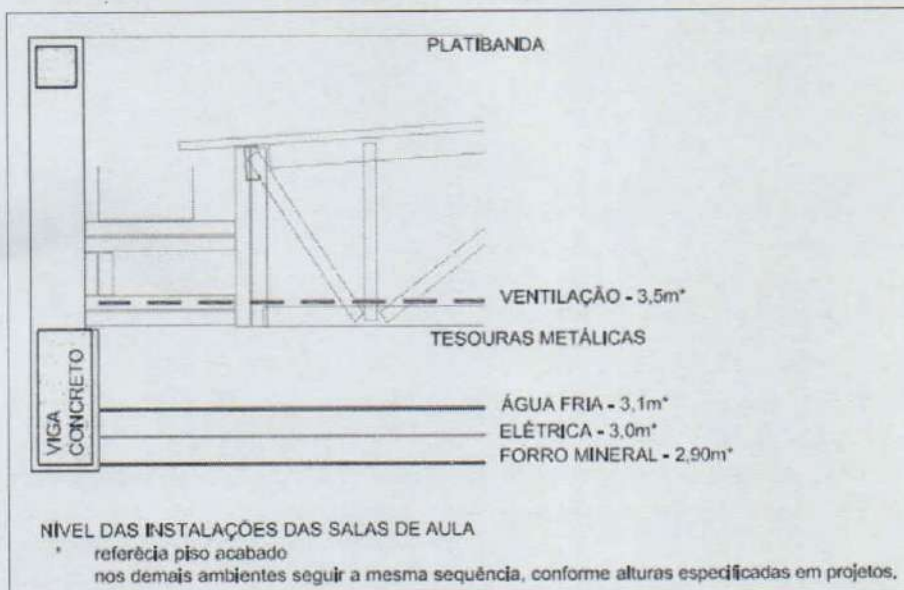 PLATIBANDA
VENTILAÇÃO - 3,5m*
TESOURAS METÁLICAS
VIGA
CONCRETO
ÁGUA FRIA - 3,1m*
ELÉTRICA - 3,0m*
FORRO MINERAL - 2,90m*
NÍVEL DAS INSTALAÇÕES DAS SALAS DE AULA
* referêcia piso acabado
nos demais ambientes seguir a mesma sequência, conforme alturas especificadas em projetos.